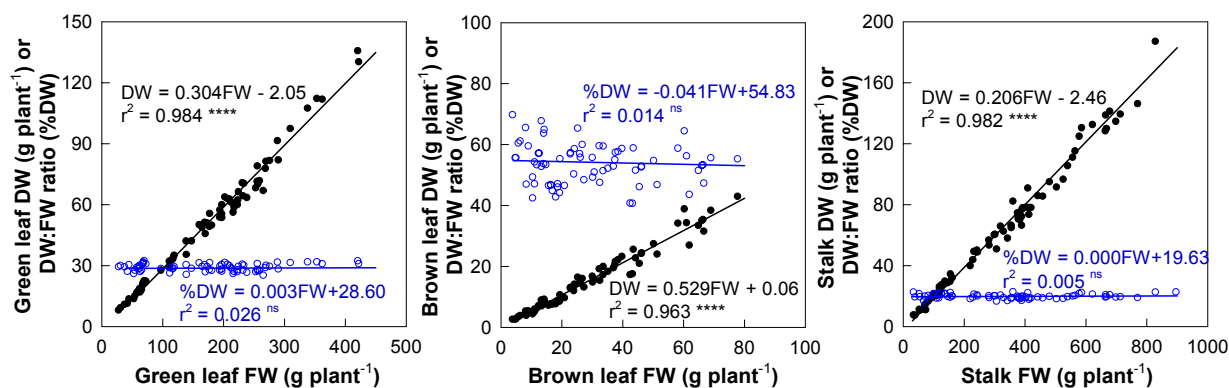 Green leaf DW (g plant⁻¹) or
DW:FW ratio (%DW)
150
120
90
60
30
0
DW = 0.304FW - 2.05
r² = 0.984 ****
%DW = 0.003FW+28.60
r² = 0.026 ns
0 100 200 300 400 500
Green leaf FW (g plant⁻¹)
Brown leaf DW (g plant⁻¹) or
DW:FW ratio (%DW)
100
80
60
40
20
0
%DW = -0.041FW+54.83
r² = 0.014 ns
DW = 0.529FW + 0.06
r² = 0.963 ****
0 20 40 60 80 100
Brown leaf FW (g plant⁻¹)
Stalk DW (g plant⁻¹) or
DW:FW ratio (%DW)
200
160
120
80
40
0
DW = 0.206FW - 2.46
r² = 0.982 ****
%DW = 0.000FW+19.63
r² = 0.005 ns
0 200 400 600 800 1000
Stalk FW (g plant⁻¹)